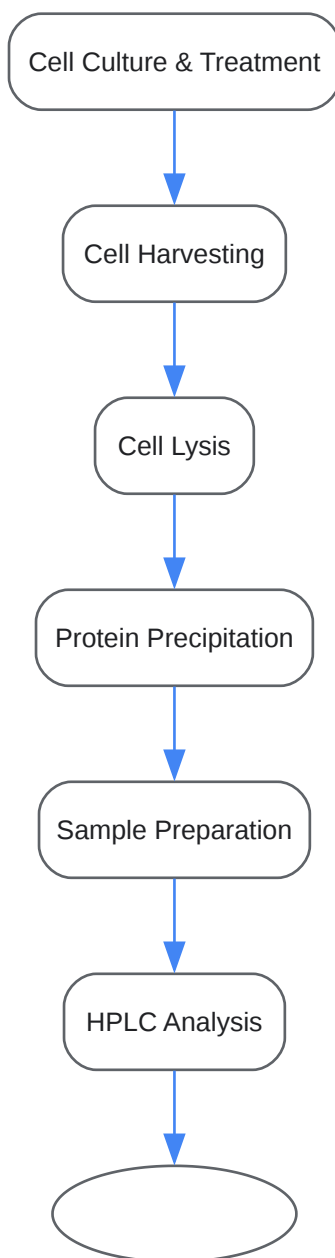 Cell Culture & Treatment
Cell Harvesting
Cell Lysis
Protein Precipitation
Sample Preparation
HPLC Analysis